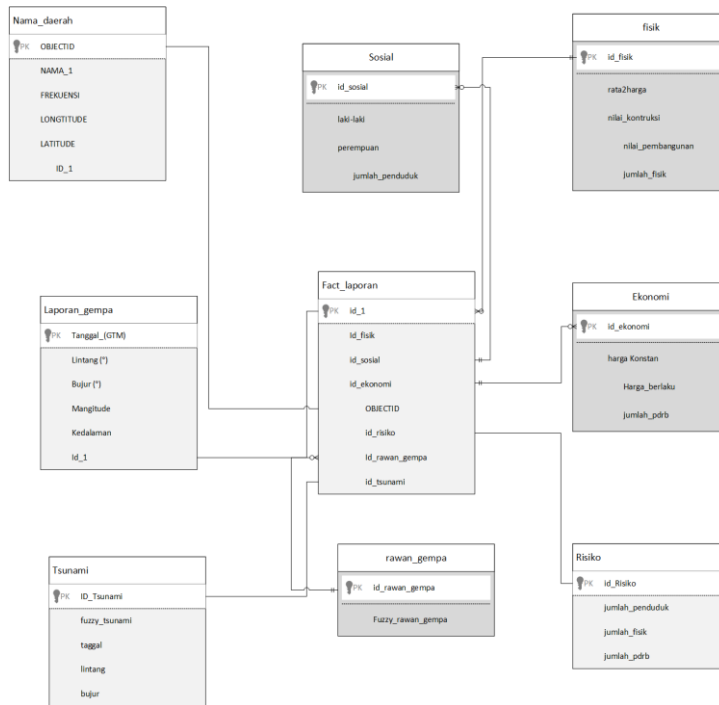 Nama_daerah
PK OBJECTID
NAMA_1
FREKUENSI
LONGTITUDE
LATITUDE
ID_1
Sosial
PK id_sosial
laki-laki
perempuan
jumlah_penduduk
fisik
PK id_fisik
rata2harga
nilai_kontruksi
nilai_pembangunan
jumlah_fisik
Laporan_gempa
PK Tanggal_(GTM)
Lintang (°)
Bujur (°)
Mangitude
Kedalaman
Id_1
Fact_laporan
PK id_1
Id_fisik
id_sosial
id_ekonomi
OBJECTID
id_risiko
Id_rawan_gempa
id_tsunami
Ekonomi
PK id_ekonomi
harga Konstan
Harga_berlaku
jumlah_pdrb
Tsunami
PK ID_Tsunami
fuzzy_tsunami
taggal
lintang
bujur
rawan_gempa
PK Id_rawan_gempa
Fuzzy_rawan_gempa
Risiko
PK id_Risiko
jumlah_penduduk
jumlah_fisik
jumlah_pdrb